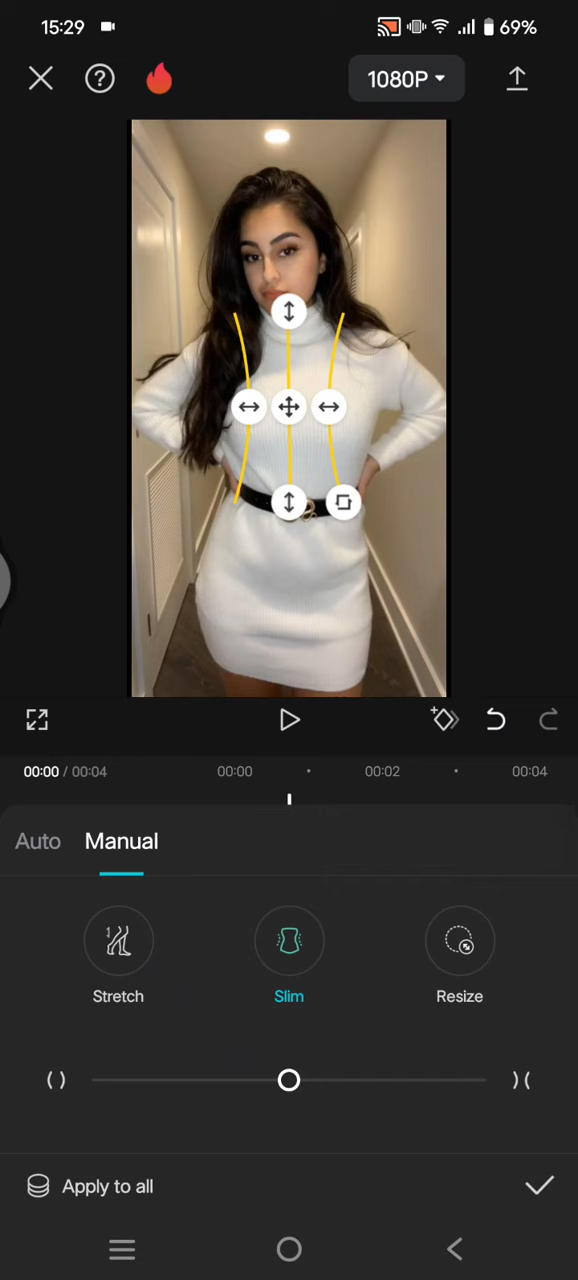 15:29 69%
1080P
00:00 / 00:04 00:00 00:02 00:04
Auto Manual
Stretch Slim Resize
Apply to all